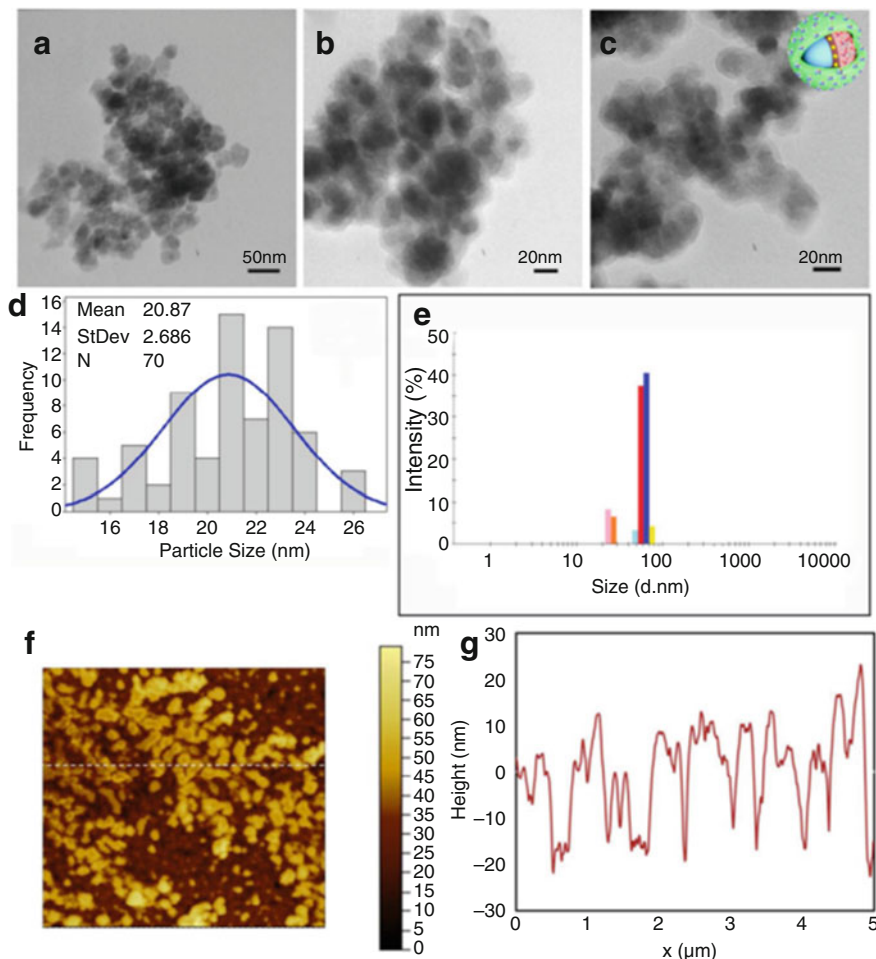 a
b
c
50nm
20nm
20nm
d
Mean 20.87
StDev 2.686
N 70
Frequency
16
14
12
10
8
6
4
2
0
16 18 20 22 24 26
Particle Size (nm)
e
Intensity (%)
50
40
30
20
10
0
1 10 100 1000 10000
Size (d.nm)
f
nm
75
70
65
60
55
50
45
40
35
30
25
20
15
10
5
0
g
Height (nm)
30
20
10
0
−10
−20
−30
0 1 2 3 4 5
x (µm)